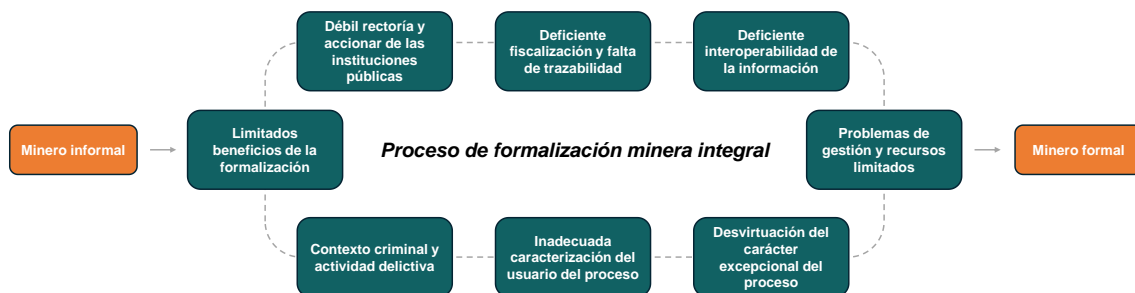 Débil rectoría y
accionar de las
instituciones
públicas
Deficiente
fiscalización y falta
de trazabilidad
Deficiente
interoperabilidad de
la información
Minero informal
Limitados
beneficios de la
formalización
Proceso de formalización minera integral
Problemas de
gestión y recursos
limitados
Minero formal
Contexto criminal y
actividad delictiva
Inadecuada
caracterización del
usuario del proceso
Desvirtuación del
carácter
excepcional del
proceso